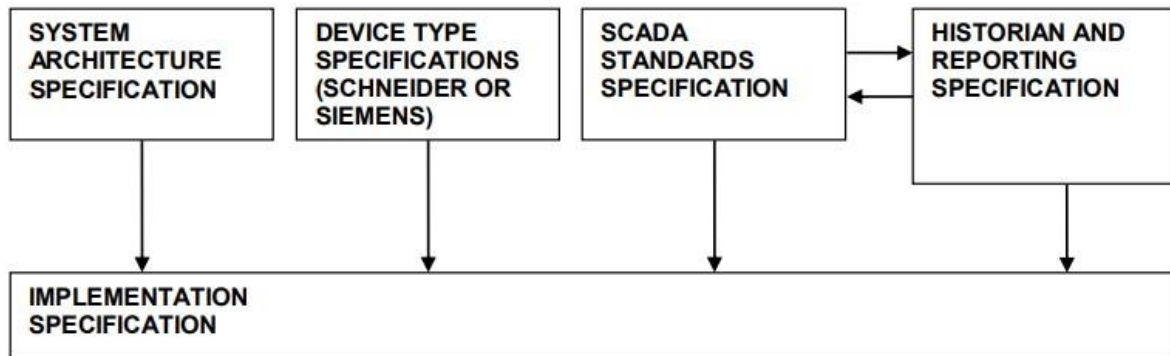 SYSTEM
ARCHITECTURE
SPECIFICATION
DEVICE TYPE
SPECIFICATIONS
(SCHNEIDER OR
SIEMENS)
SCADA
STANDARDS
SPECIFICATION
HISTORIAN AND
REPORTING
SPECIFICATION
IMPLEMENTATION
SPECIFICATION